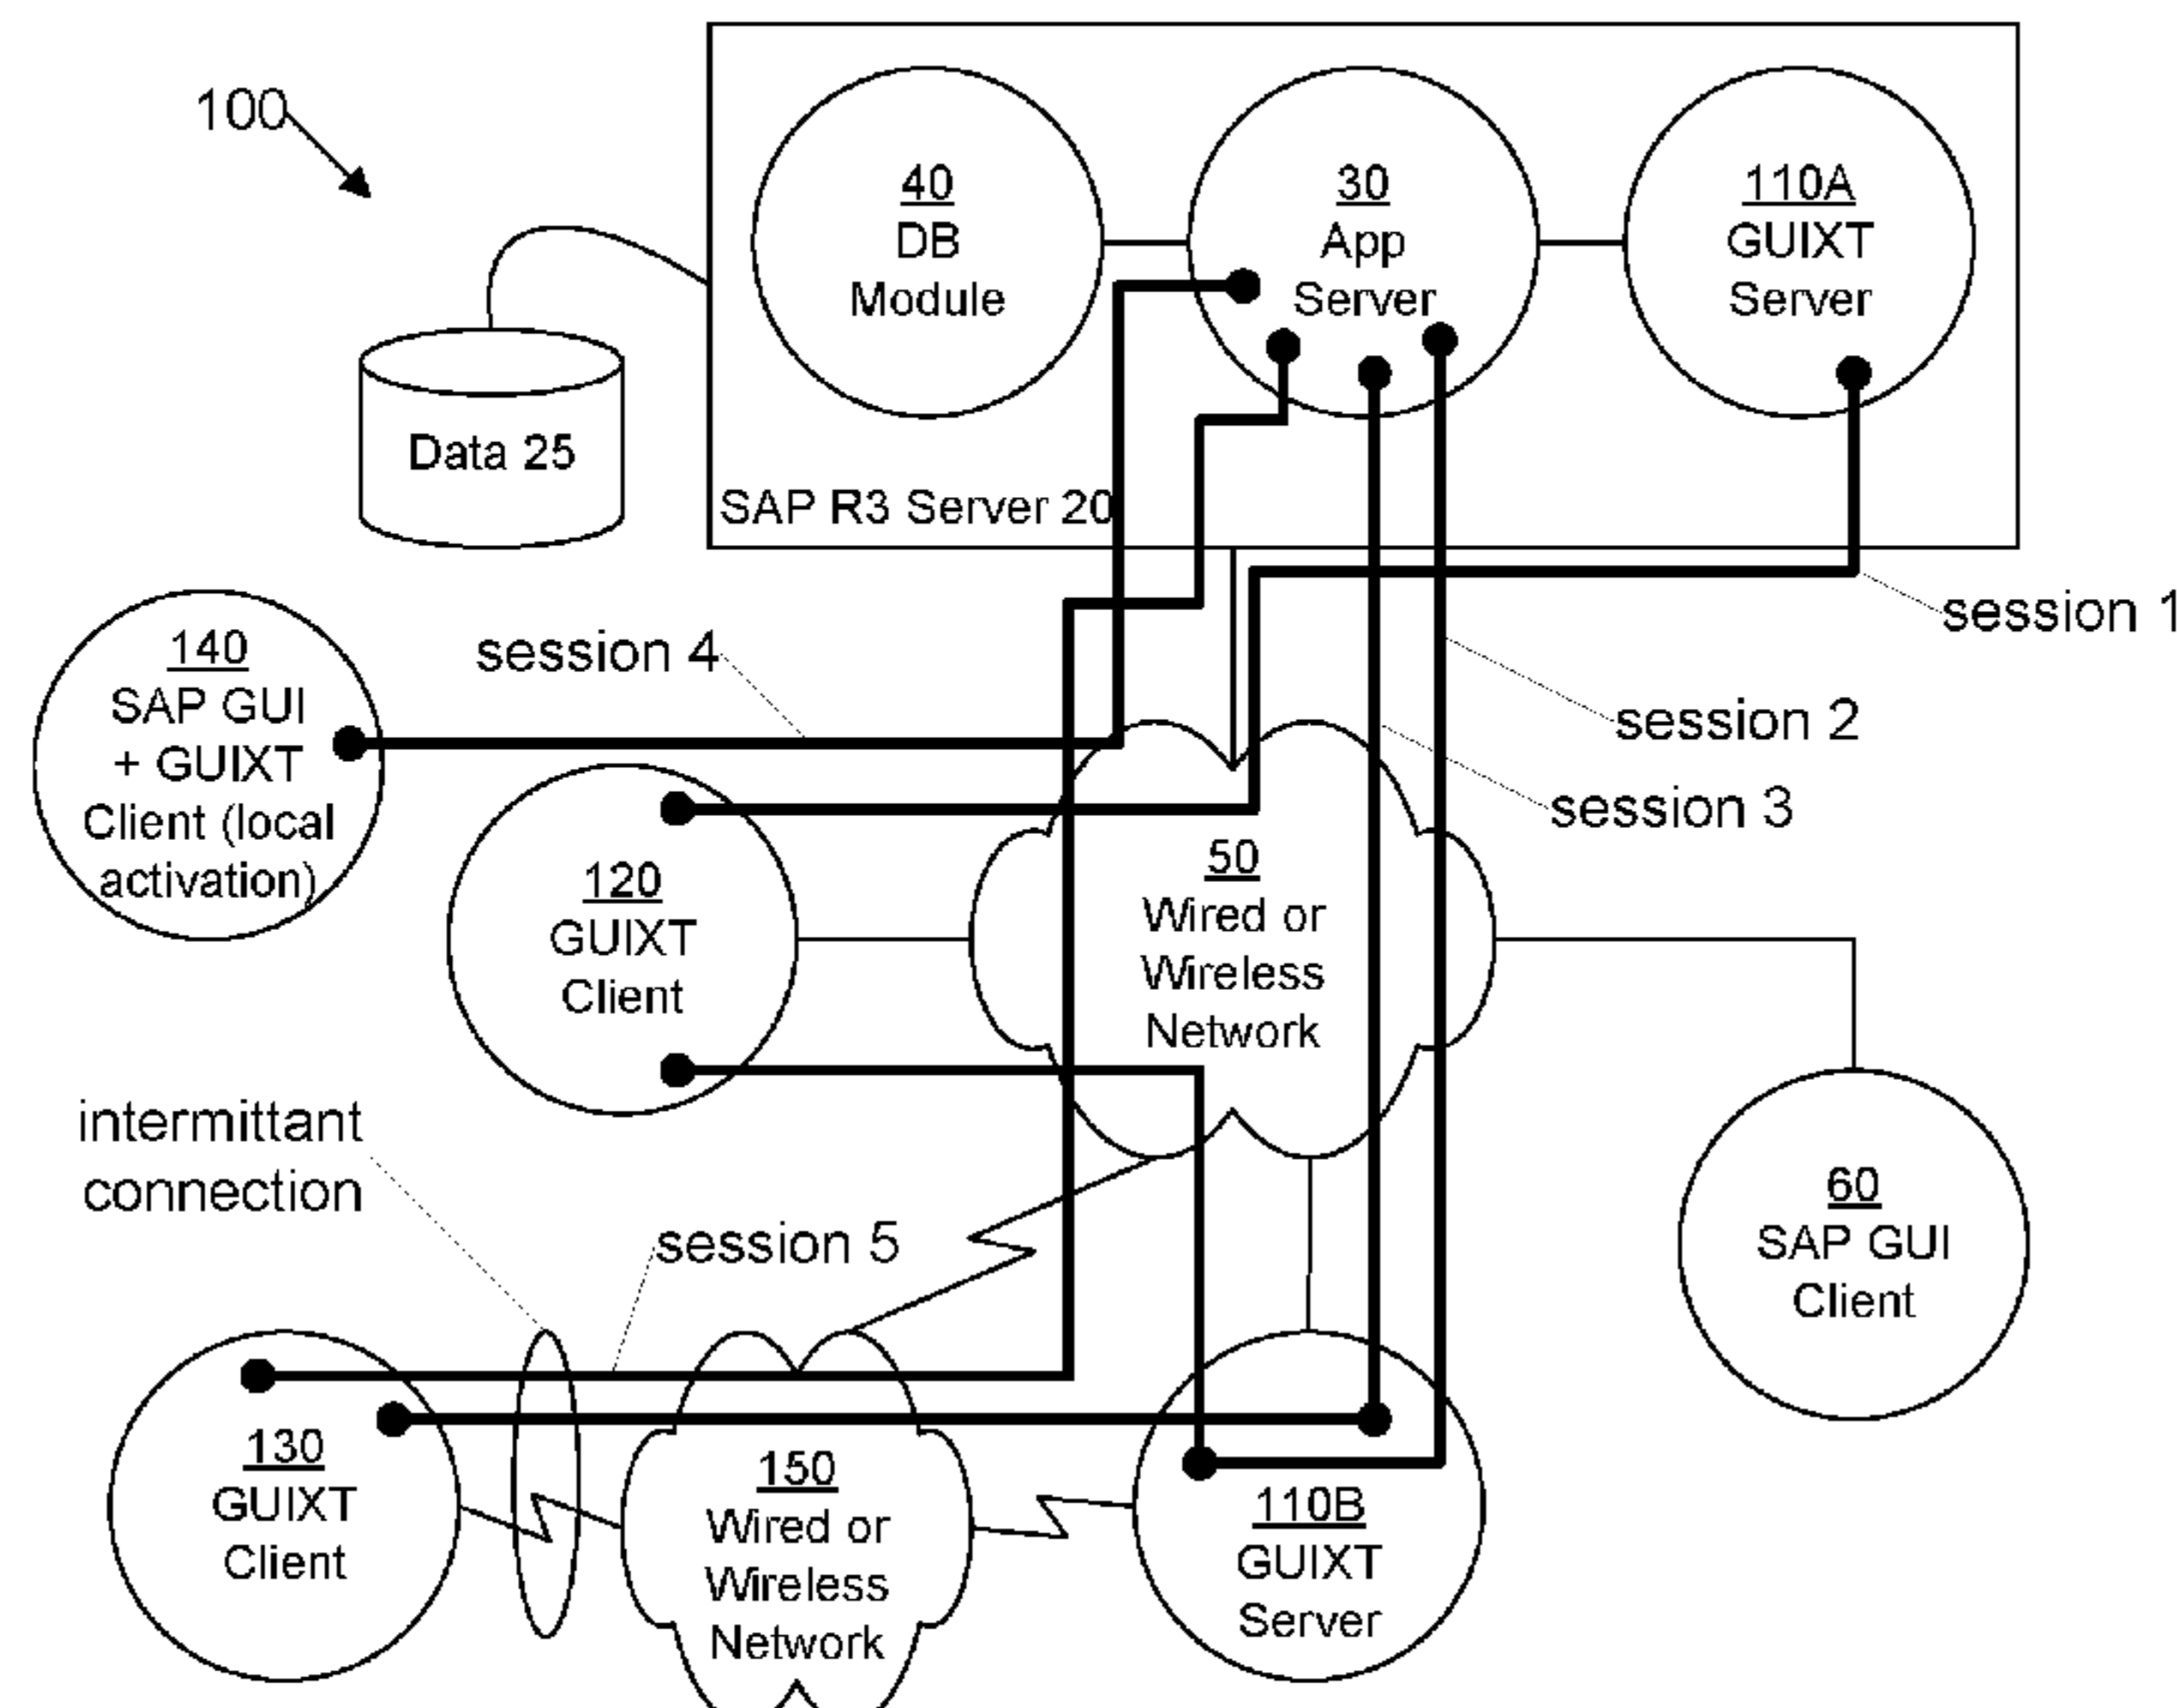 100
40
DB
Module
30
App
Server
110A
GUIXT
Server
Data 25
SAP R3 Server 20
session 1
140
SAP GUI
+ GUIXT
Client (local
activation)
session 4
session 2
session 3
120
GUIXT
Client
50
Wired or
Wireless
Network
intermittant
connection
session 5
60
SAP GUI
Client
130
GUIXT
Client
150
Wired or
Wireless
Network
110B
GUIXT
Server